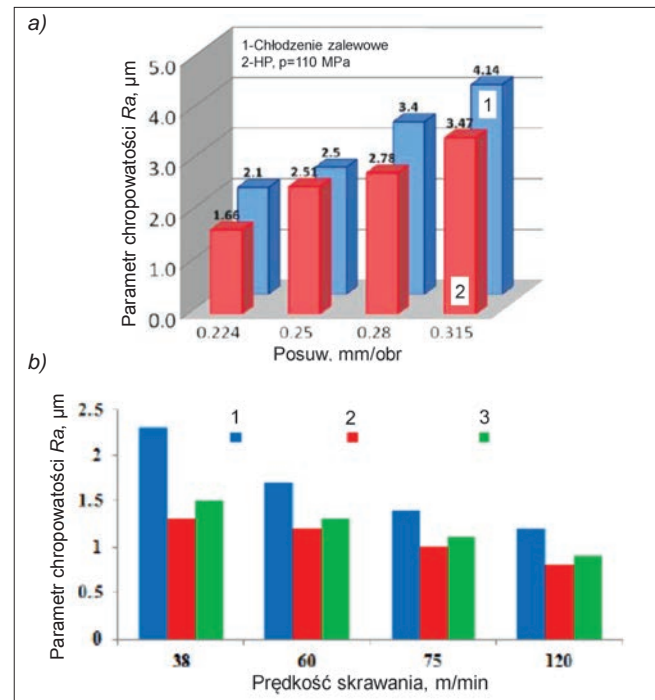 a)
1-Chłodzenie zalewowe
2-HP, p=110 MPa
Parametr chropowatości Ra, µm
5.0
4.0
3.0
2.0
1.0
0.0
4.14
1
3.4
3.47
2.5
2.78
2.1
2.51
1.66
2
0.224 0.25 0.28 0.315
Posuw. mm/obr
b)
Parametr chropowatości Ra, µm
2.5
2
1.5
1
0.5
0
1 2 3
38 60 75 120
Prędkość skrawania, m/min